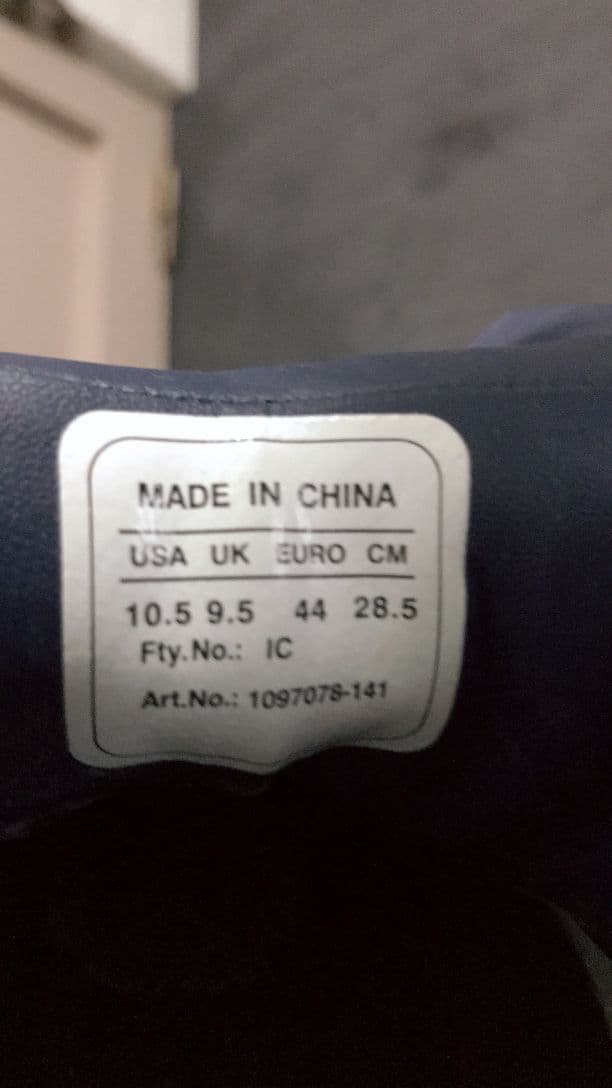 MADE IN CHINA
USA UK EURO CM
10.5 9.5 44 28.5
Fty.No.: IC
Art.No.: 1097078-141